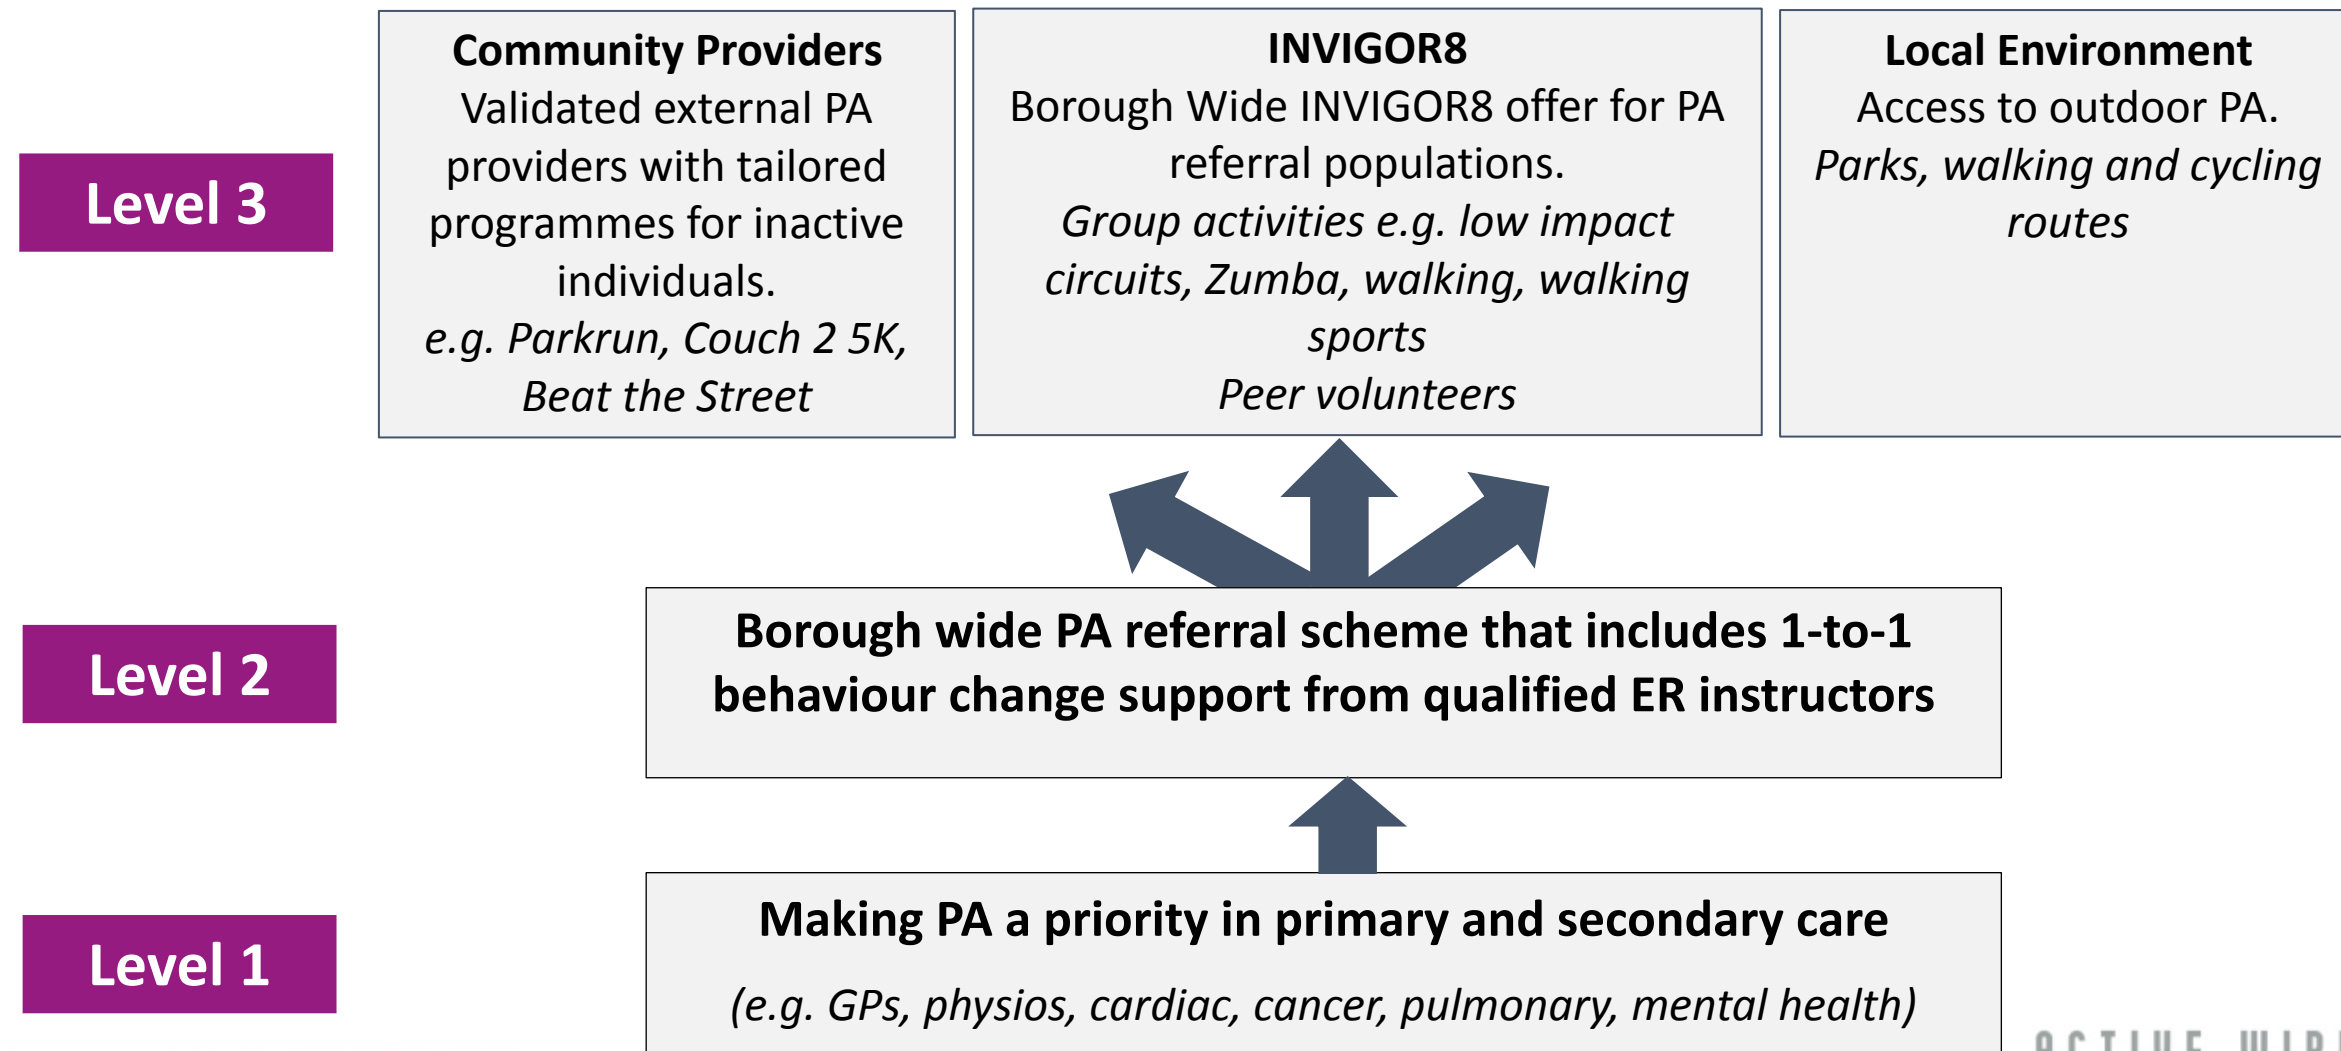 Level 3
Community Providers
Validated external PA
providers with tailored
programmes for inactive
individuals.
e.g. Parkrun, Couch 2 5K,
Beat the Street
INVIGOR8
Borough Wide INVIGOR8 offer for PA
referral populations.
Group activities e.g. low impact
circuits, Zumba, walking, walking
sports
Peer volunteers
Local Environment
Access to outdoor PA.
Parks, walking and cycling
routes
Level 2
Borough wide PA referral scheme that includes 1-to-1
behaviour change support from qualified ER instructors
Level 1
Making PA a priority in primary and secondary care
(e.g. GPs, physios, cardiac, cancer, pulmonary, mental health)
ACTIVE